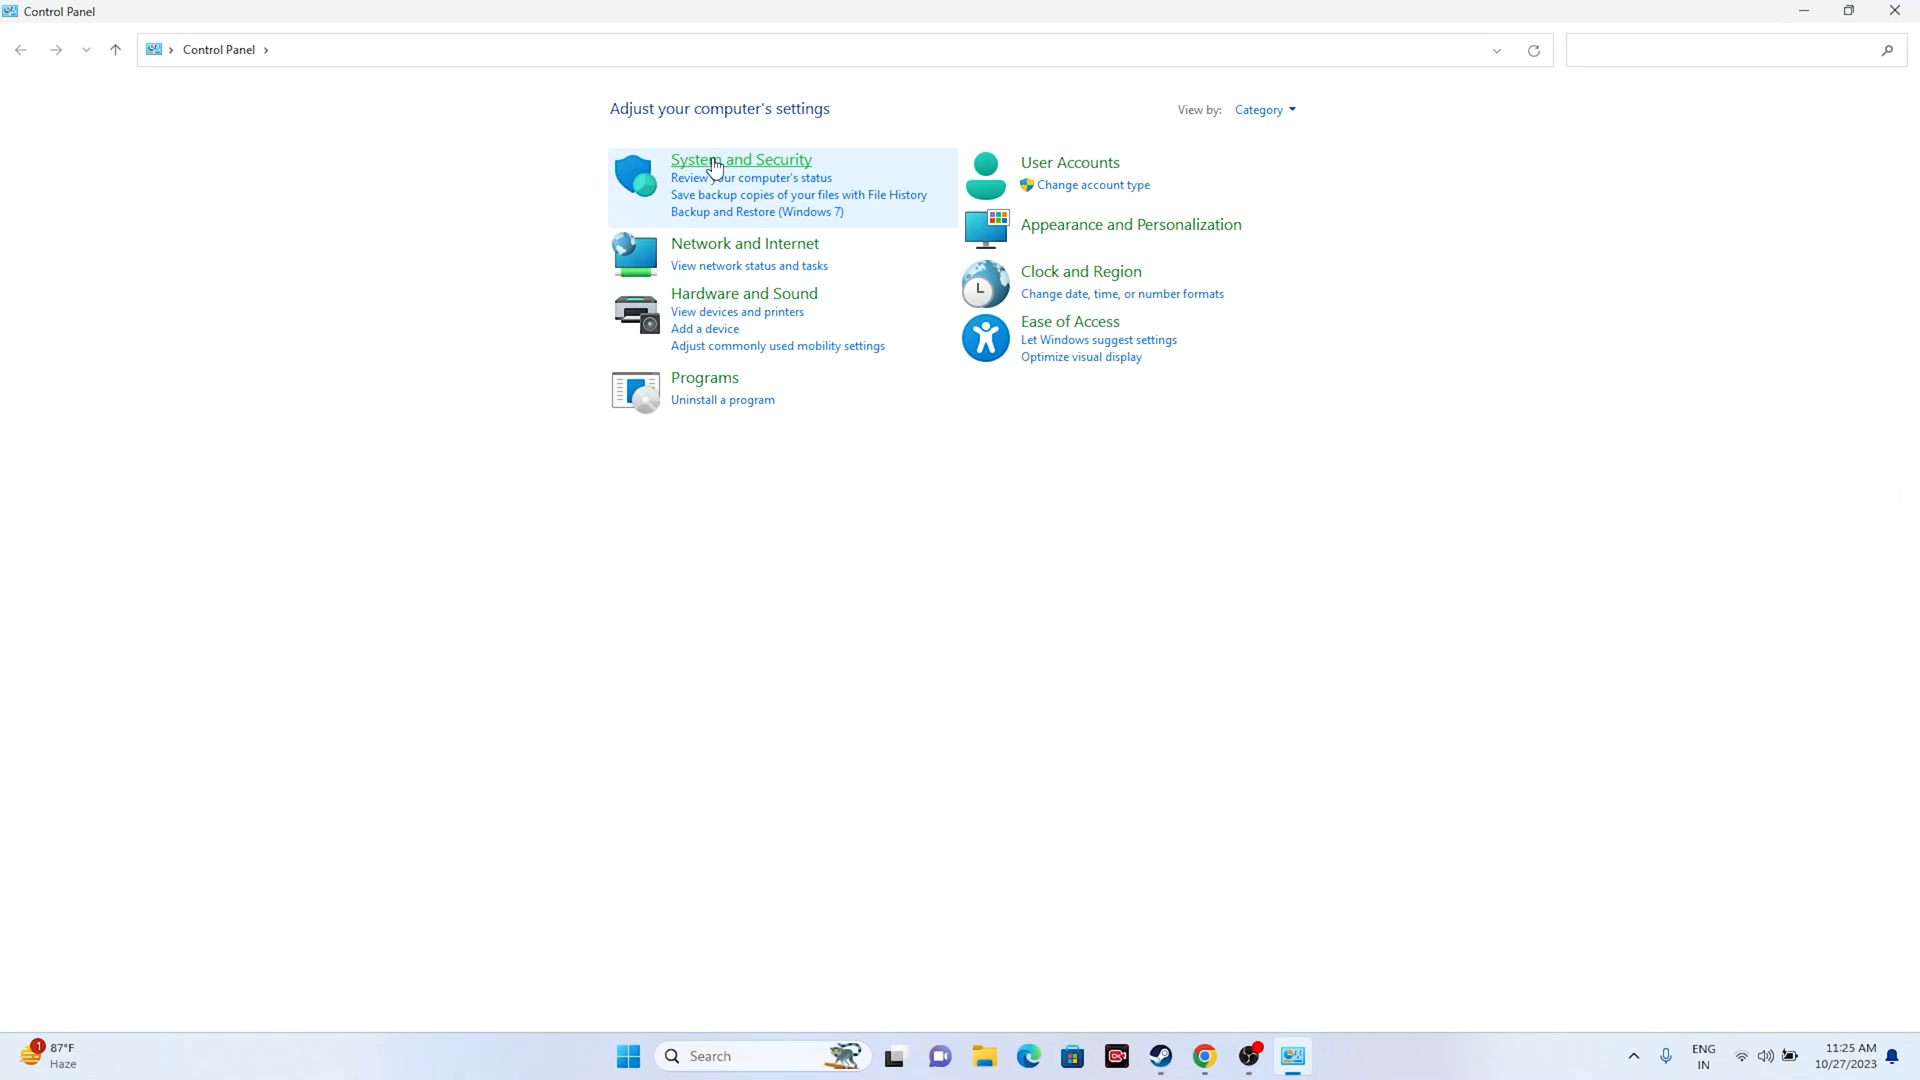 Control Panel
Control Panel
Adjust your computer's settings
View by: Category
System and Security
Review your computer's status
Save backup copies of your files with File History
Backup and Restore (Windows 7)
Network and Internet
View network status and tasks
Hardware and Sound
View devices and printers
Add a device
Adjust commonly used mobility settings
Programs
Uninstall a program
User Accounts
Change account type
Appearance and Personalization
Clock and Region
Change date, time, or number formats
Ease of Access
Let Windows suggest settings
Optimize visual display
1
87°F
Haze
Search
ENG
IN
11:25 AM
10/27/2023